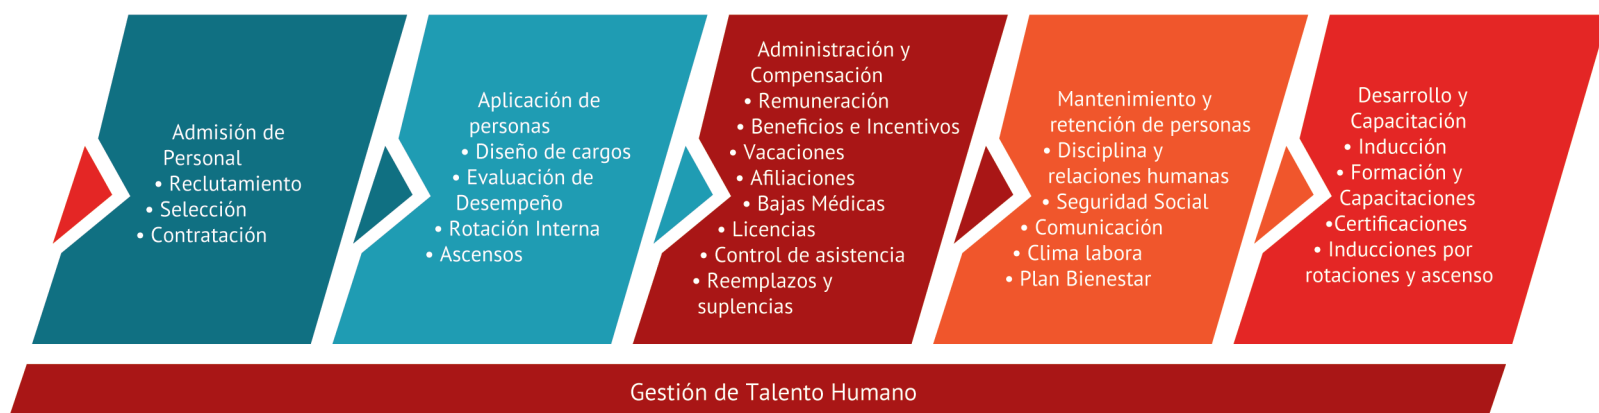 Admisión de
Personal
• Reclutamiento
• Selección
• Contratación
Aplicación de
personas
• Diseño de cargos
• Evaluación de
Desempeño
• Rotación Interna
• Ascensos
Administración y
Compensación
• Remuneración
• Beneficios e Incentivos
• Vacaciones
• Afiliaciones
• Bajas Médicas
• Licencias
• Control de asistencia
• Reemplazos y
suplencias
Mantenimiento y
retención de personas
• Disciplina y
relaciones humanas
• Seguridad Social
• Comunicación
• Clima labora
• Plan Bienestar
Desarrollo y
Capacitación
• Inducción
• Formación y
Capacitaciones
•Certificaciones
• Inducciones por
rotaciones y ascenso
Gestión de Talento Humano